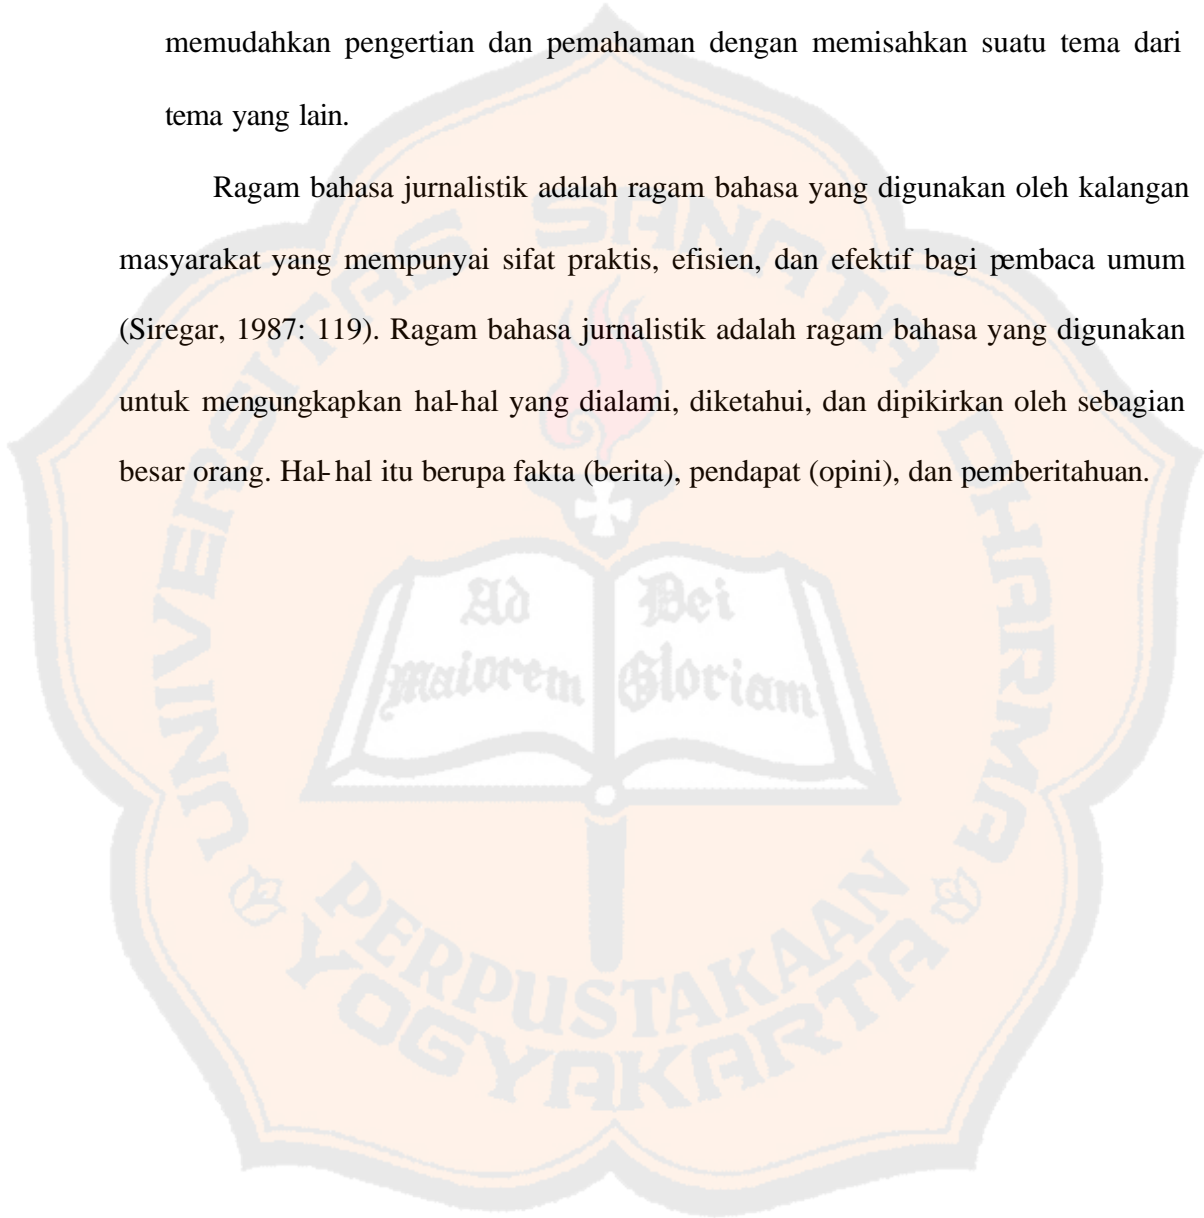 memudahkan pengertian dan pemahaman dengan memisahkan suatu tema dari
tema yang lain.
Ragam bahasa jurnalistik adalah ragam bahasa yang digunakan oleh kalangan
masyarakat yang mempunyai sifat praktis, efisien, dan efektif bagi pembaca umum
(Siregar, 1987: 119). Ragam bahasa jurnalistik adalah ragam bahasa yang digunakan
untuk mengungkapkan hal-hal yang dialami, diketahui, dan dipikirkan oleh sebagian
besar orang. Hal-hal itu berupa fakta (berita), pendapat (opini), dan pemberitahuan.
UNIVERSITAS SANATA DHARMA
Ad Dei
maiorem Gloriam
PERPUSTAKAAN
YOGYAKARTA